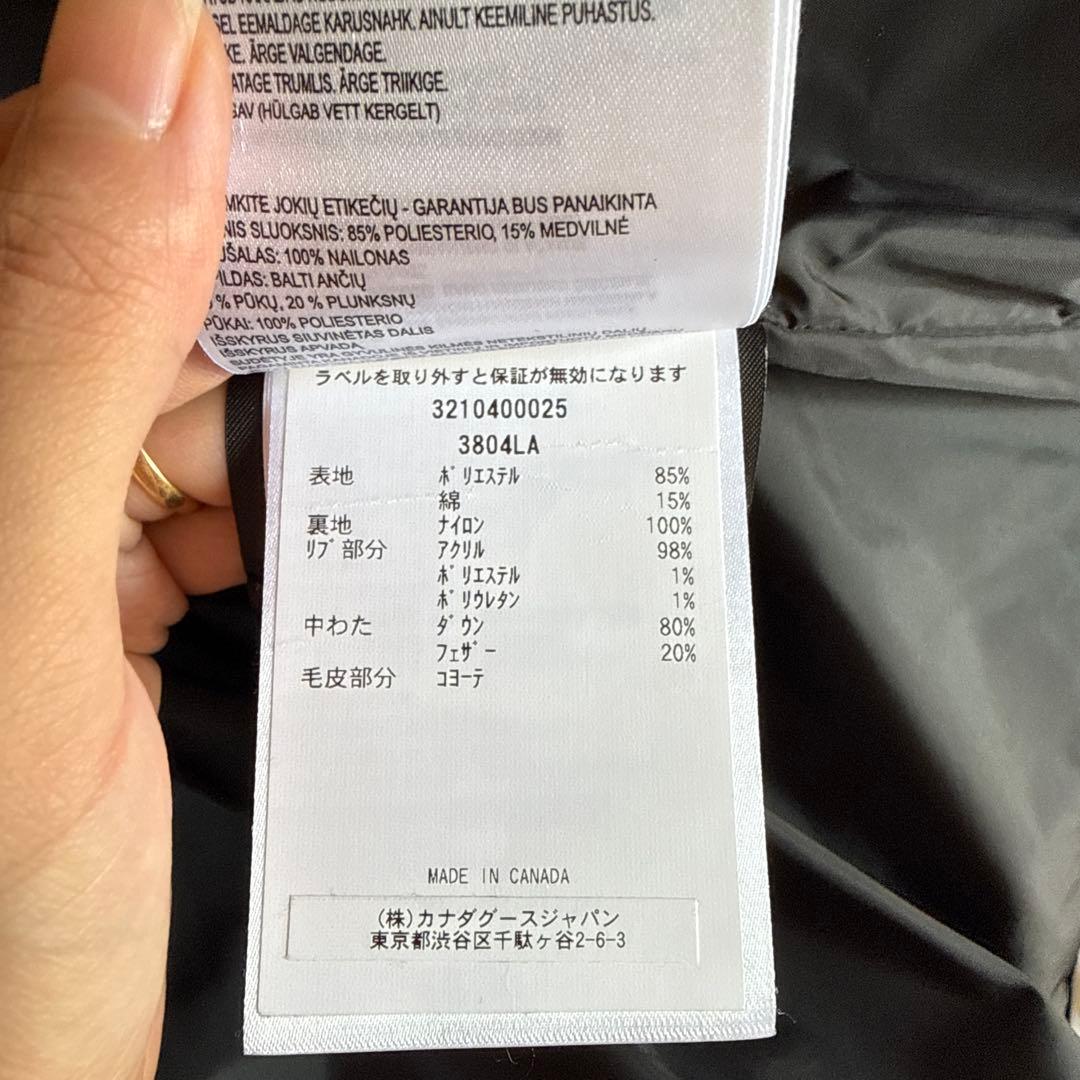 EEMALDAGE KARUSNAHK. AINULT KEEMILINE PUHASTUS.
KE. ÄRGE VALGENDAGE.
ATAGE TRUMLIS. ÄRGE TRIIKIGE.
GAV (HÜLGAB VETT KERGELT)
MKITE JOKIŲ ETIKEČIŲ - GARANTIJA BUS PANAIKINTA
NIS SLUOKSNIS: 85% POLIESTERIO, 15% MEDVILNĖ
UŠALAS: 100% NAILONAS
PILDAS: BALTI ANČIŲ
% PŪKŲ, 20 % PLUNKSNŲ
PŪKAI: 100% POLIESTERIO
IŠSKYRUS SIUVINĖTAS DALIS
IŠSKYRUS APVADĄ
SUDĖTYJE YRA GYVULINĖS KILMĖS NETEKSTILINIŲ DALIŲ
ラベルを取り外すと保証が無効になります
3210400025
3804LA
表地 ﾎﾟﾘｴｽﾃﾙ 85%
綿 15%
裏地 ﾅｲﾛﾝ 100%
ﾘﾌﾞ部分 ｱｸﾘﾙ 98%
ﾎﾟﾘｴｽﾃﾙ 1%
ﾎﾟﾘｳﾚﾀﾝ 1%
中わた ﾀﾞｳﾝ 80%
ﾌｪｻﾞｰ 20%
毛皮部分 ｺﾖｰﾃ
MADE IN CANADA
(株)カナダグースジャパン
東京都渋谷区千駄ヶ谷2-6-3